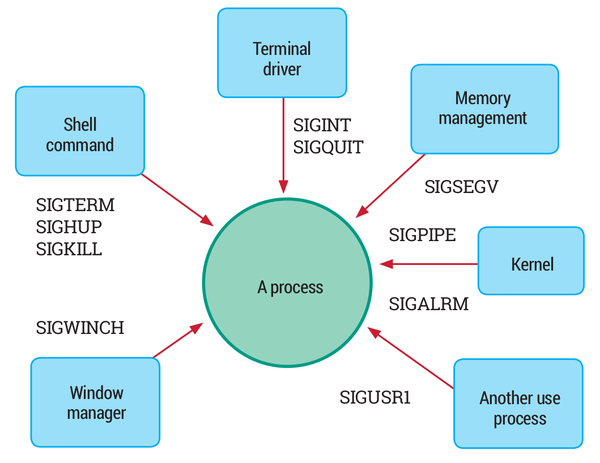 Terminal
driver
Shell
command
Memory
management
SIGINT
SIGQUIT
SIGSEGV
SIGTERM
SIGHUP
SIGKILL
SIGPIPE
Kernel
A process
SIGALRM
SIGWINCH
Window
manager
SIGUSR1
Another use
process